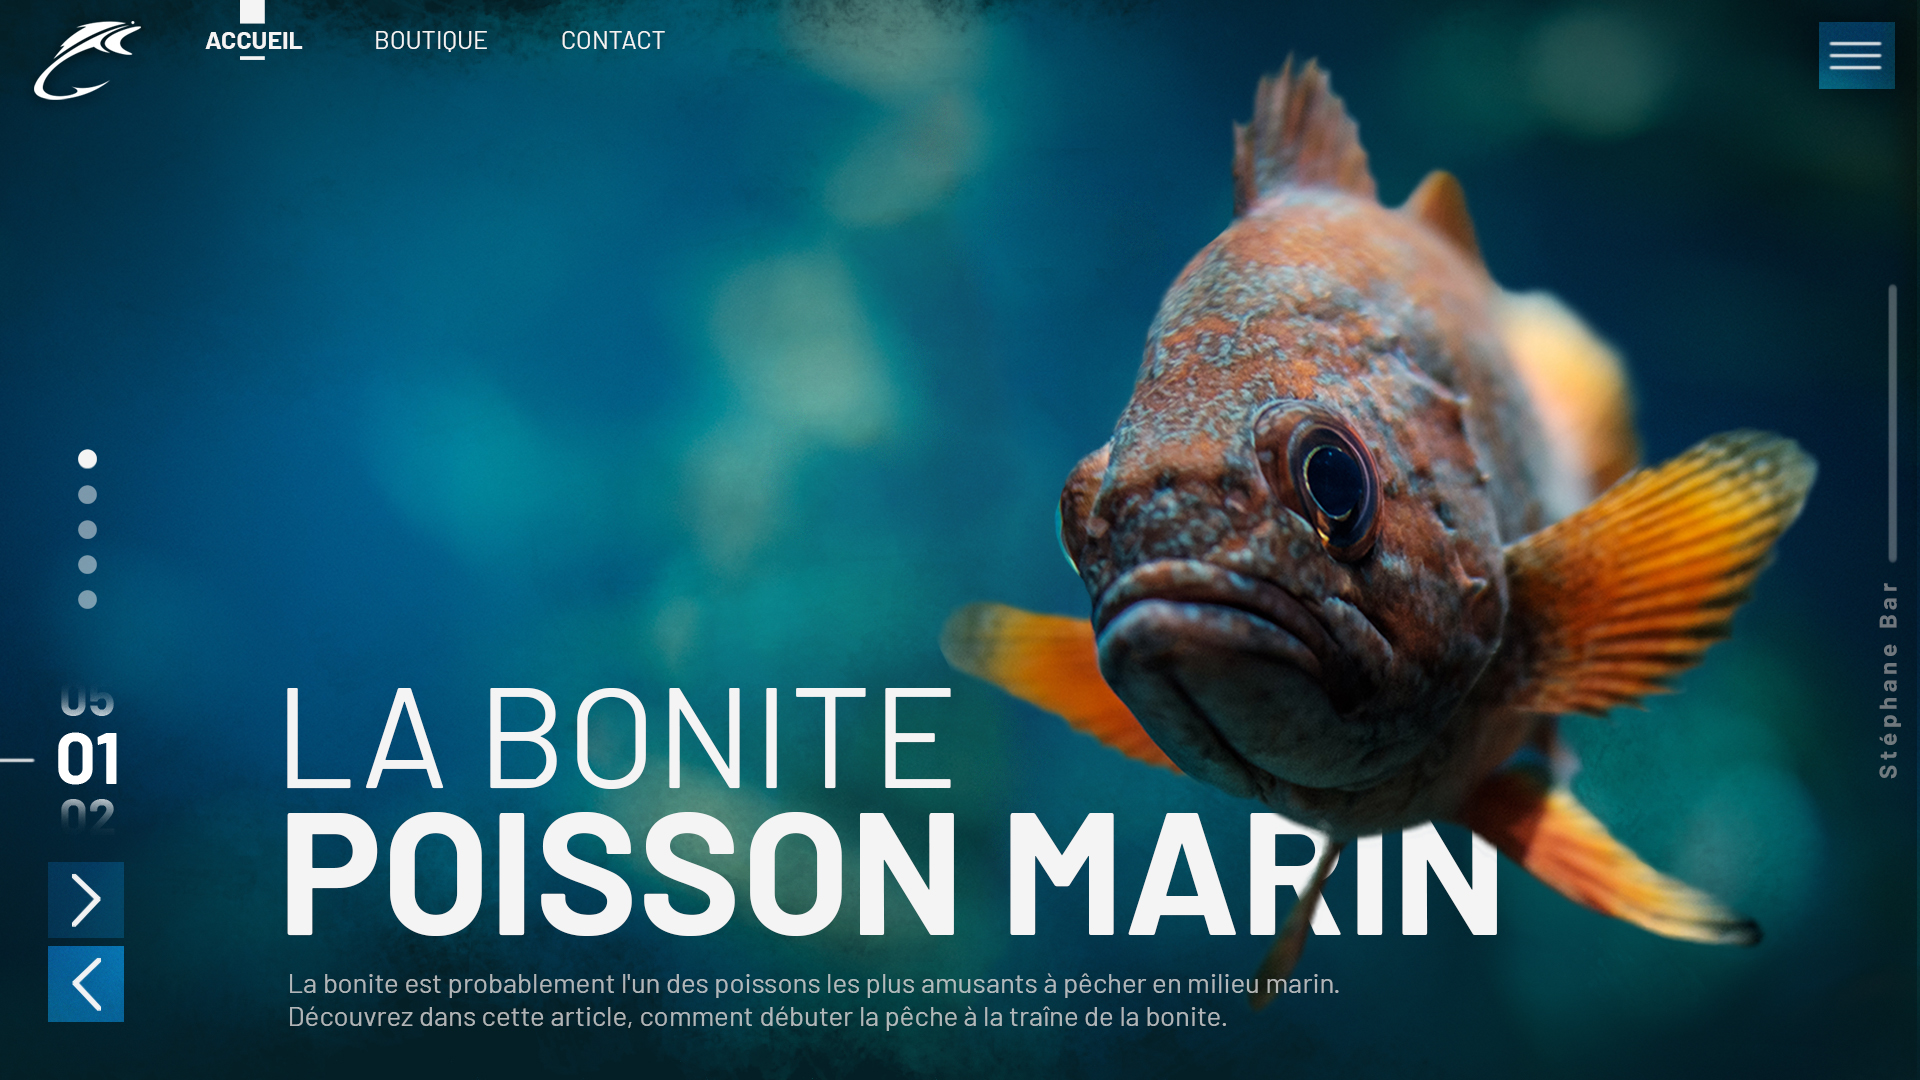 ACCUEIL BOUTIQUE CONTACT
05
01
02
LA BONITE
POISSON MARIN
La bonite est probablement l'un des poissons les plus amusants à pêcher en milieu marin.
Découvrez dans cette article, comment débuter la pêche à la traîne de la bonite.
Stéphane Bar